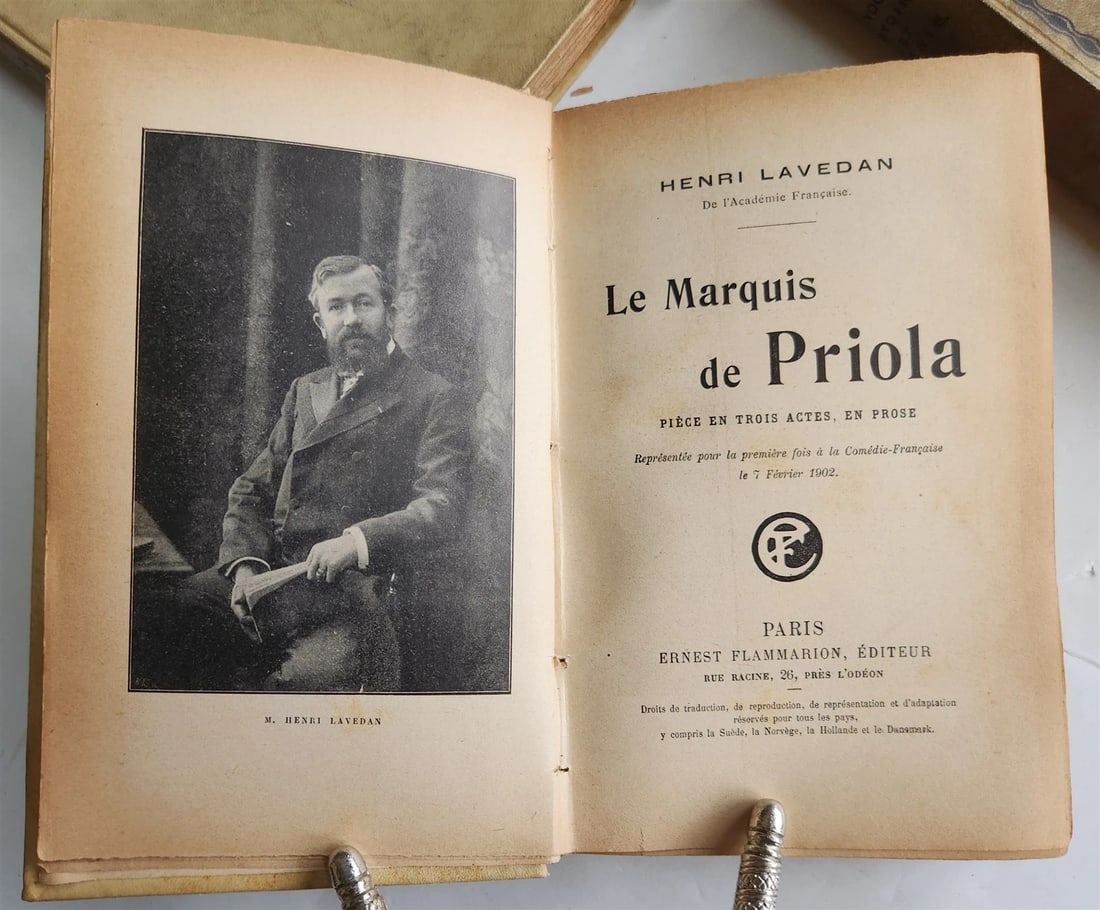 M. HENRI LAVEDAN
HENRI LAVEDAN
De l'Académie Française.
Le Marquis
de Priola
PIÈCE EN TROIS ACTES, EN PROSE
Représentée pour la première fois à la Comédie-Française
le 7 Février 1902.
PARIS
ERNEST FLAMMARION, ÉDITEUR
RUE RACINE, 26, PRÈS L'ODÉON
Droits de traduction, de reproduction, de représentation et d'adaptation
réservés pour tous les pays,
y compris la Suède, la Norvège, la Hollande et le Danemark.